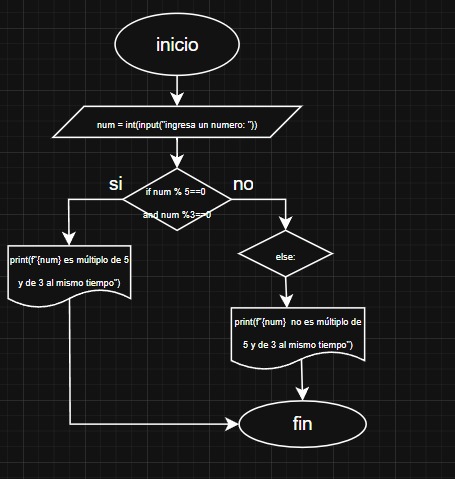 inicio
num = int(input("ingresa un numero: "))
si
no
if num % 5==0
and num %3==0
else:
print(f"{num} es múltiplo de 5
y de 3 al mismo tiempo")
print(f"{num}  no es múltiplo de
5 y de 3 al mismo tiempo")
fin